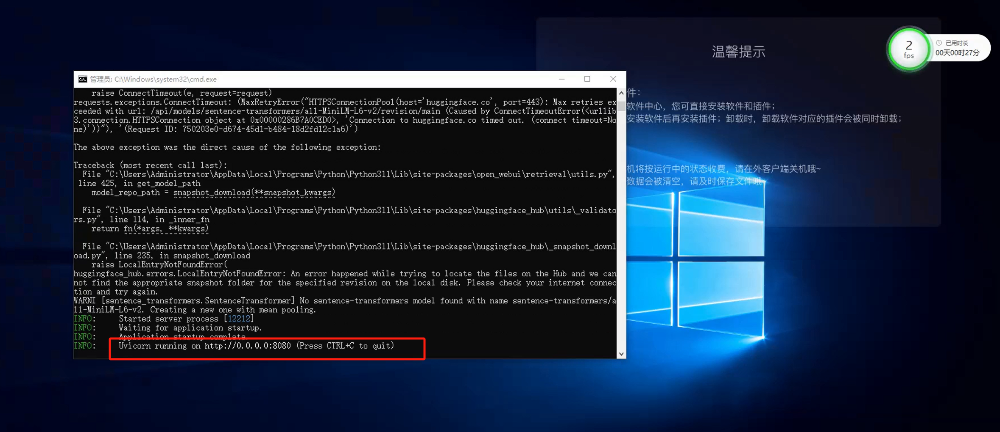 温馨提示
2
fps
已用时长
00天00时27分
管理员: C:\Windows\system32\cmd.exe
件：
软件中心，您可直接安装软件和插件；
安装软件后再安装插件；卸载时，卸载软件对应的插件会被同时卸载；
机将按运行中的状态收费，请在外客户端关机哦~
数据会被清空，请及时保存文件哦
raise ConnectTimeout(e, request=request)
requests.exceptions.ConnectTimeout: (MaxRetryError("HTTPSConnectionPool(host='huggingface.co', port=443): Max retries ex
ceeded with url: /api/models/sentence-transformers/all-MiniLM-L6-v2/revision/main (Caused by ConnectTimeoutError(<urllib
3.connection.HTTPSConnection object at 0x00000286B7A0CED0>, 'Connection to huggingface.co timed out. (connect timeout=No
ne)'))"), '(Request ID: 750203e0-d674-45d1-b484-18d2fd12c1a6)')
The above exception was the direct cause of the following exception:
Traceback (most recent call last):
File "C:\Users\Administrator\AppData\Local\Programs\Python\Python311\Lib\site-packages\open_webui\retrieval\utils.py",
line 425, in get_model_path
model_repo_path = snapshot_download(**snapshot_kwargs)
^^^^^^^^^^^^^^^^^^^^^^^^^^^^^^^^^^^^
File "C:\Users\Administrator\AppData\Local\Programs\Python\Python311\Lib\site-packages\huggingface_hub\utils\_validato
rs.py", line 114, in _inner_fn
return fn(*args, **kwargs)
^^^^^^^^^^^^^^^^^^^
File "C:\Users\Administrator\AppData\Local\Programs\Python\Python311\Lib\site-packages\huggingface_hub\_snapshot_downl
oad.py", line 235, in snapshot_download
raise LocalEntryNotFoundError(
huggingface_hub.errors.LocalEntryNotFoundError: An error happened while trying to locate the files on the Hub and we can
not find the appropriate snapshot folder for the specified revision on the local disk. Please check your internet connec
tion and try again.
WARNI [sentence_transformers.SentenceTransformer] No sentence-transformers model found with name sentence-transformers/a
ll-MiniLM-L6-v2. Creating a new one with mean pooling.
INFO: Started server process [12212]
INFO: Waiting for application startup.
INFO: Application startup complete.
INFO: Uvicorn running on http://0.0.0.0:8080 (Press CTRL+C to quit)